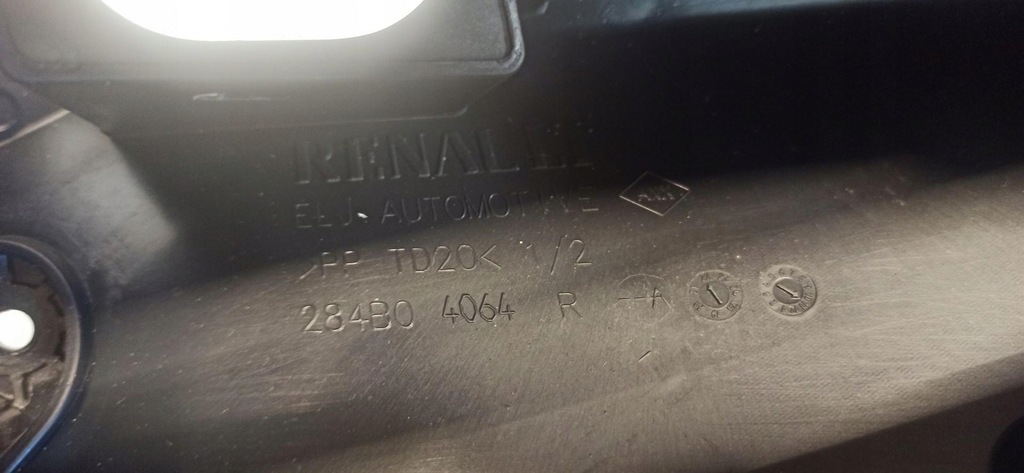 RENAULT
ELJ. AUTOMOTIVE
>PP TD20< 1/2
284B0 4064 R --A